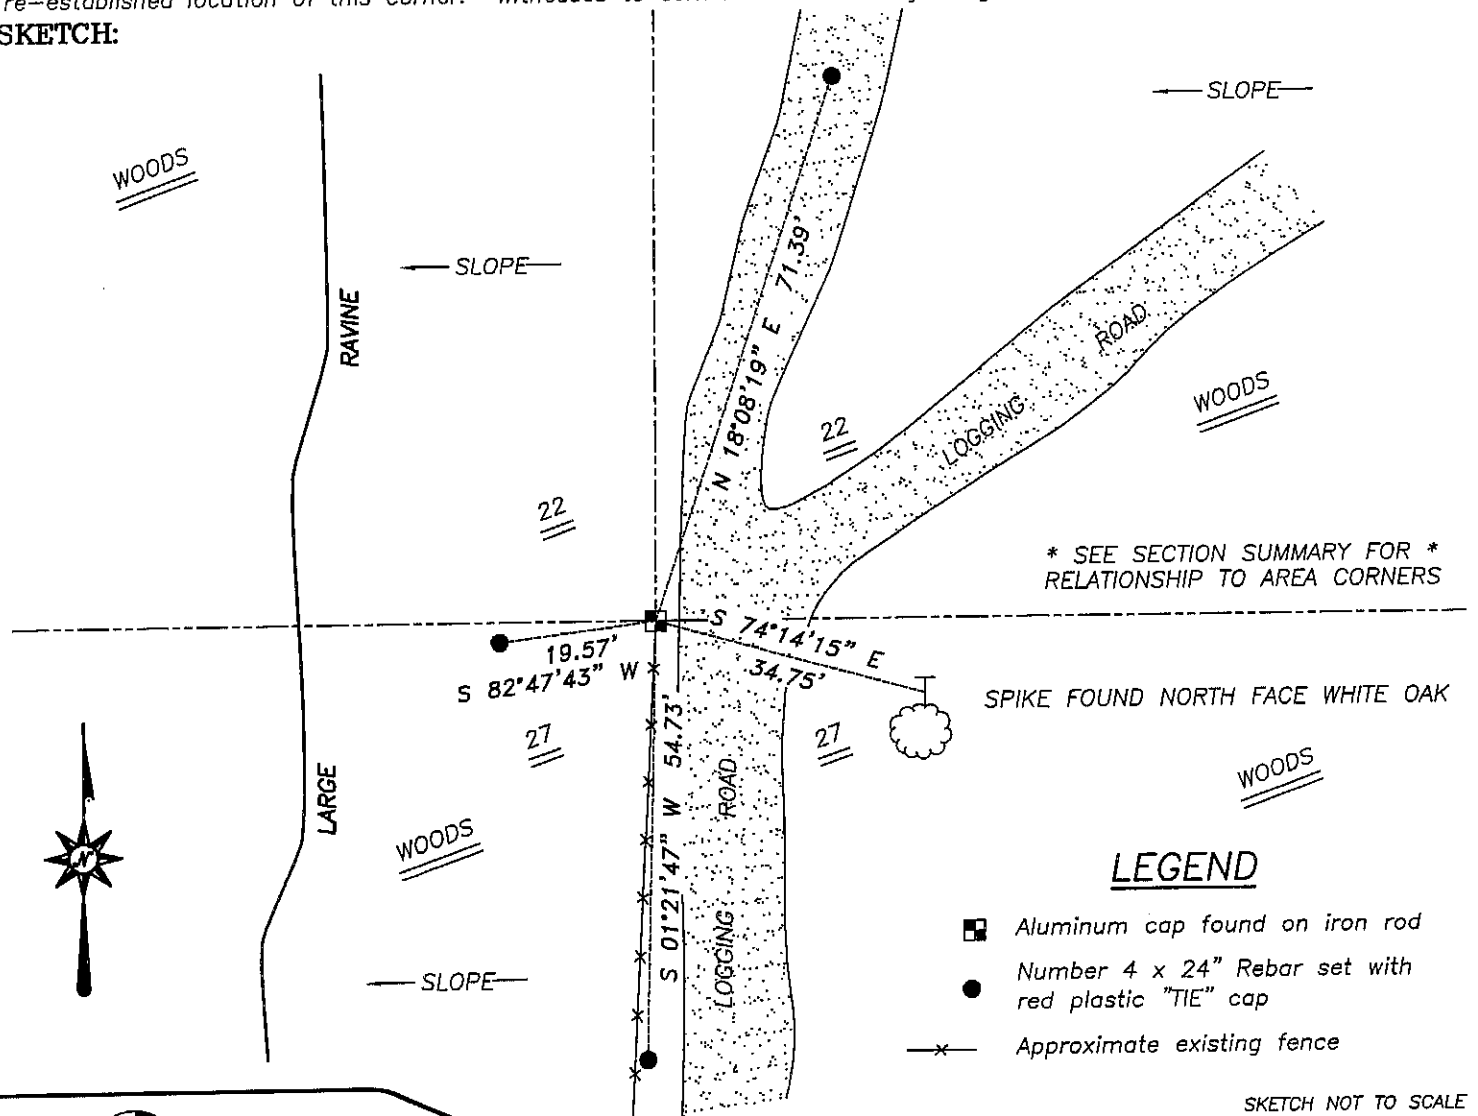 re-established location of this corner.
SKETCH:
SLOPE
WOODS
SLOPE
RAVINE
N 18°08'19" E 71.39'
LOGGING ROAD
WOODS
22
22
* SEE SECTION SUMMARY FOR *
RELATIONSHIP TO AREA CORNERS
S 74°14'15" E
34.75'
19.57'
S 82°47'43" W
SPIKE FOUND NORTH FACE WHITE OAK
27
27
S 01°21'47" W 54.73'
LOGGING ROAD
WOODS
LARGE
WOODS
N
SLOPE
LEGEND
Aluminum cap found on iron rod
Number 4 x 24" Rebar set with
red plastic "TIE" cap
Approximate existing fence
SKETCH NOT TO SCALE